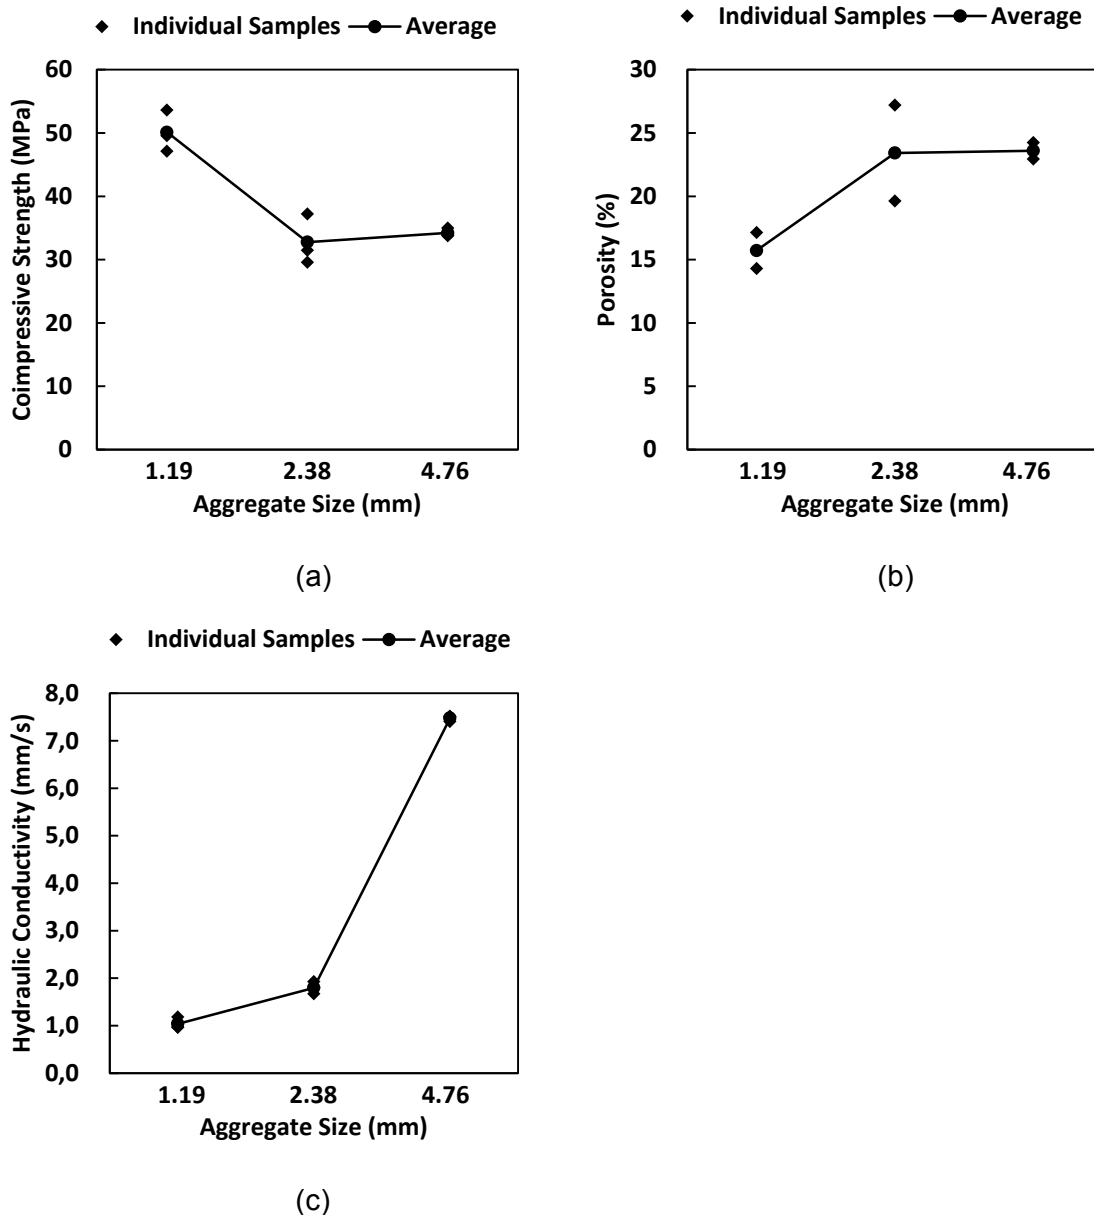 Individual Samples Average
60
50
40
30
20
10
0
Coimpressive Strength (MPa)
1.19 2.38 4.76
Aggregate Size (mm)
(a)
Individual Samples Average
30
25
20
15
10
5
0
Porosity (%)
1.19 2.38 4.76
Aggregate Size (mm)
(b)
Individual Samples Average
8,0
7,0
6,0
5,0
4,0
3,0
2,0
1,0
0,0
Hydraulic Conductivity (mm/s)
1.19 2.38 4.76
Aggregate Size (mm)
(c)